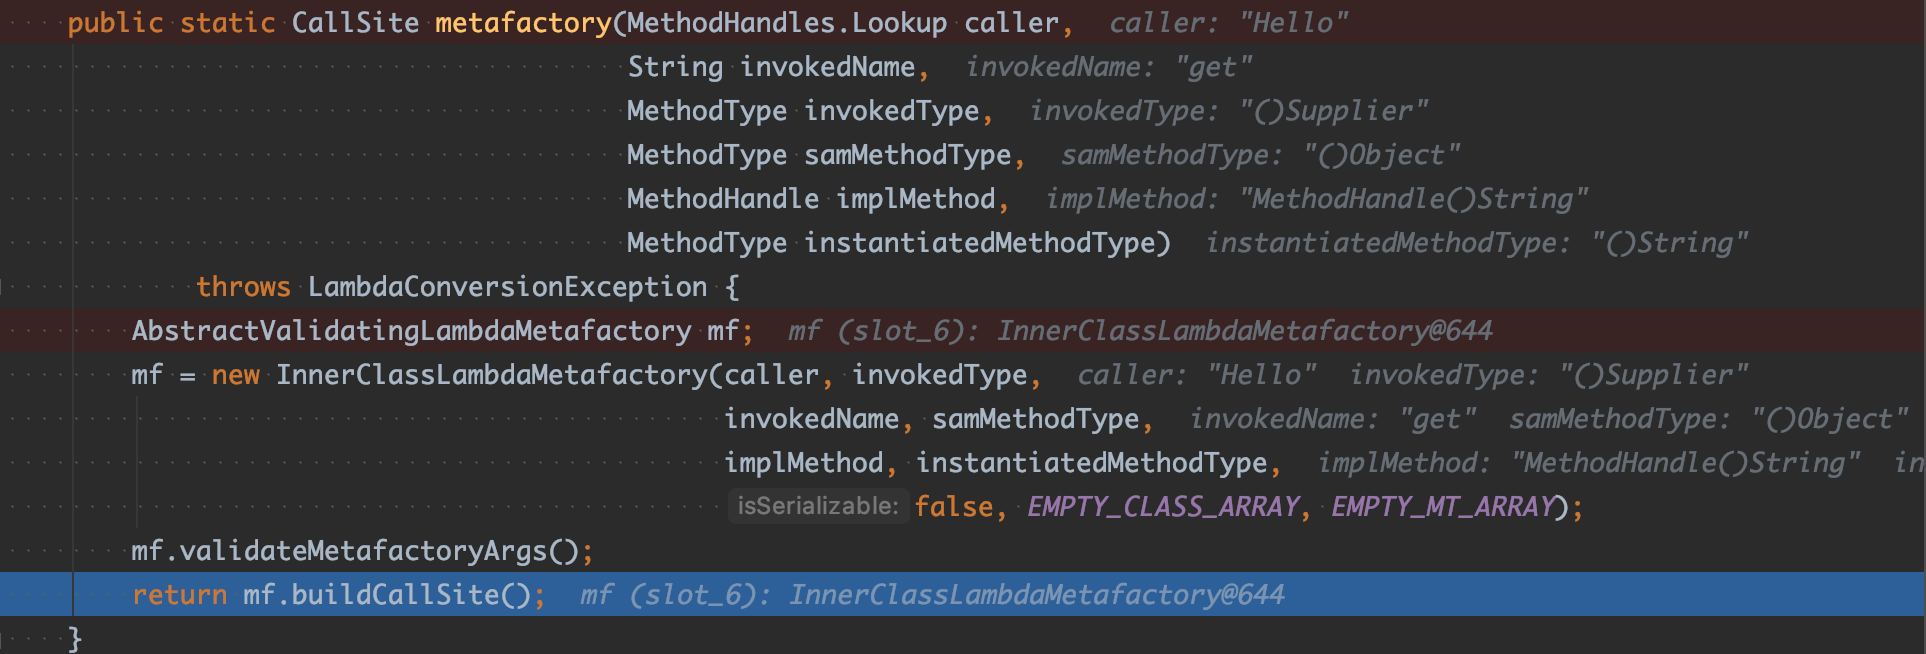 public static CallSite metafactory(MethodHandles.Lookup caller, caller: "Hello"
String invokedName, invokedName: "get"
MethodType invokedType, invokedType: "()Supplier"
MethodType samMethodType, samMethodType: "()Object"
MethodHandle implMethod, implMethod: "MethodHandle()String"
MethodType instantiatedMethodType) instantiatedMethodType: "()String"
throws LambdaConversionException {
AbstractValidatingLambdaMetafactory mf; mf (slot_6): InnerClassLambdaMetafactory@644
mf = new InnerClassLambdaMetafactory(caller, invokedType, caller: "Hello" invokedType: "()Supplier"
invokedName, samMethodType, invokedName: "get" samMethodType: "()Object"
implMethod, instantiatedMethodType, implMethod: "MethodHandle()String" in
isSerializable: false, EMPTY_CLASS_ARRAY, EMPTY_MT_ARRAY);
mf.validateMetafactoryArgs();
return mf.buildCallSite(); mf (slot_6): InnerClassLambdaMetafactory@644
}